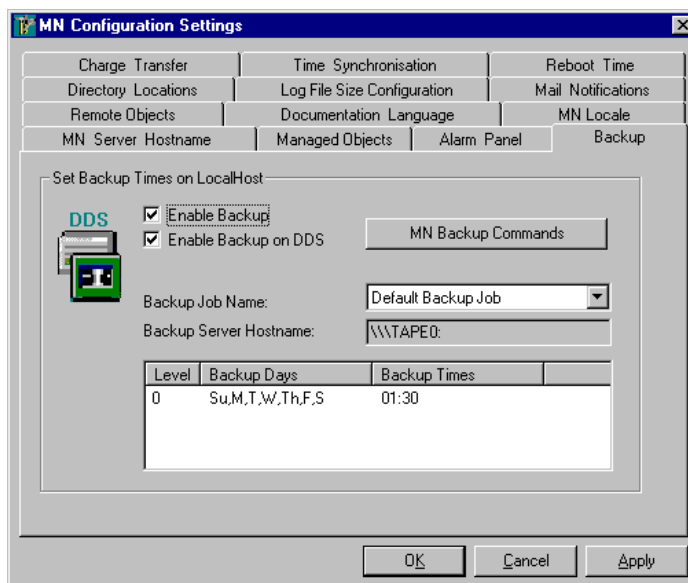 MN Configuration Settings
Charge Transfer Time Synchronisation Reboot Time
Directory Locations Log File Size Configuration Mail Notifications
Remote Objects Documentation Language MN Locale
MN Server Hostname Managed Objects Alarm Panel Backup
Set Backup Times on LocalHost
DDS
Enable Backup
Enable Backup on DDS
MN Backup Commands
Backup Job Name: Default Backup Job
Backup Server Hostname: \\\TAPE0:
Level Backup Days Backup Times
0 Su,M,T,W,Th,F,S 01:30
OK Cancel Apply